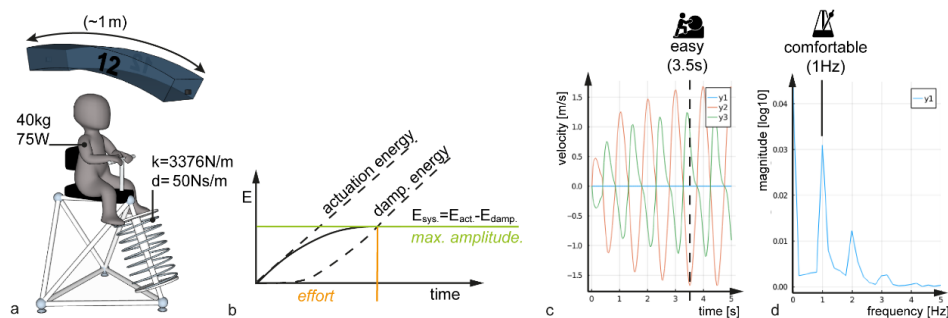 (~1 m)
12
40kg
75W
k=3376N/m
d= 50Ns/m
a
E
actuation energy
damp. energy
Esys.=Eact.-Edamp.
max. amplitude.
effort
time
b
easy
(3.5s)
velocity [m/s]
1.5
1.0
0.5
0.0
-0.5
-1.0
-1.5
y1
y2
y3
0
1
2
3
4
5
time [s]
c
comfortable
(1Hz)
magnitude [log10]
0.04
0.03
0.02
0.01
0.00
y1
0
1
2
3
4
5
frequency [Hz]
d